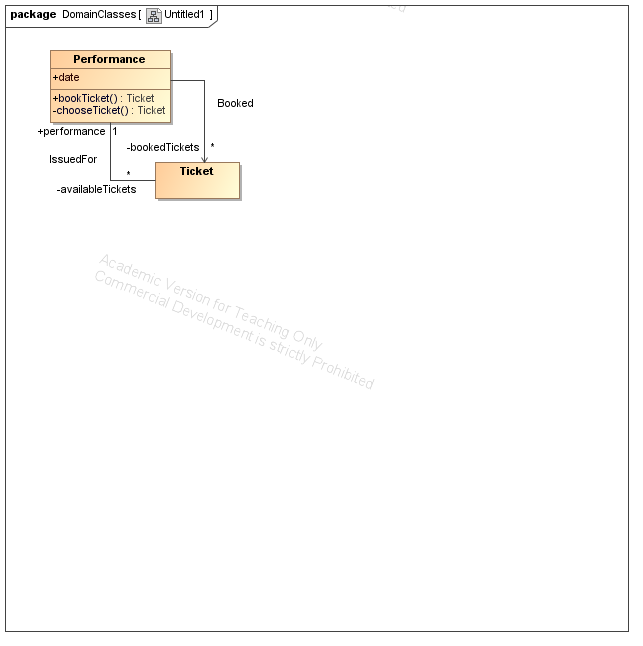 package DomainClasses [ Untitled1 ]
Performance
+date
+bookTicket() : Ticket
-chooseTicket() : Ticket
Booked
+performance 1
-bookedTickets *
IssuedFor
Ticket
*
-availableTickets
Academic Version for Teaching Only
Commercial Development is strictly Prohibited